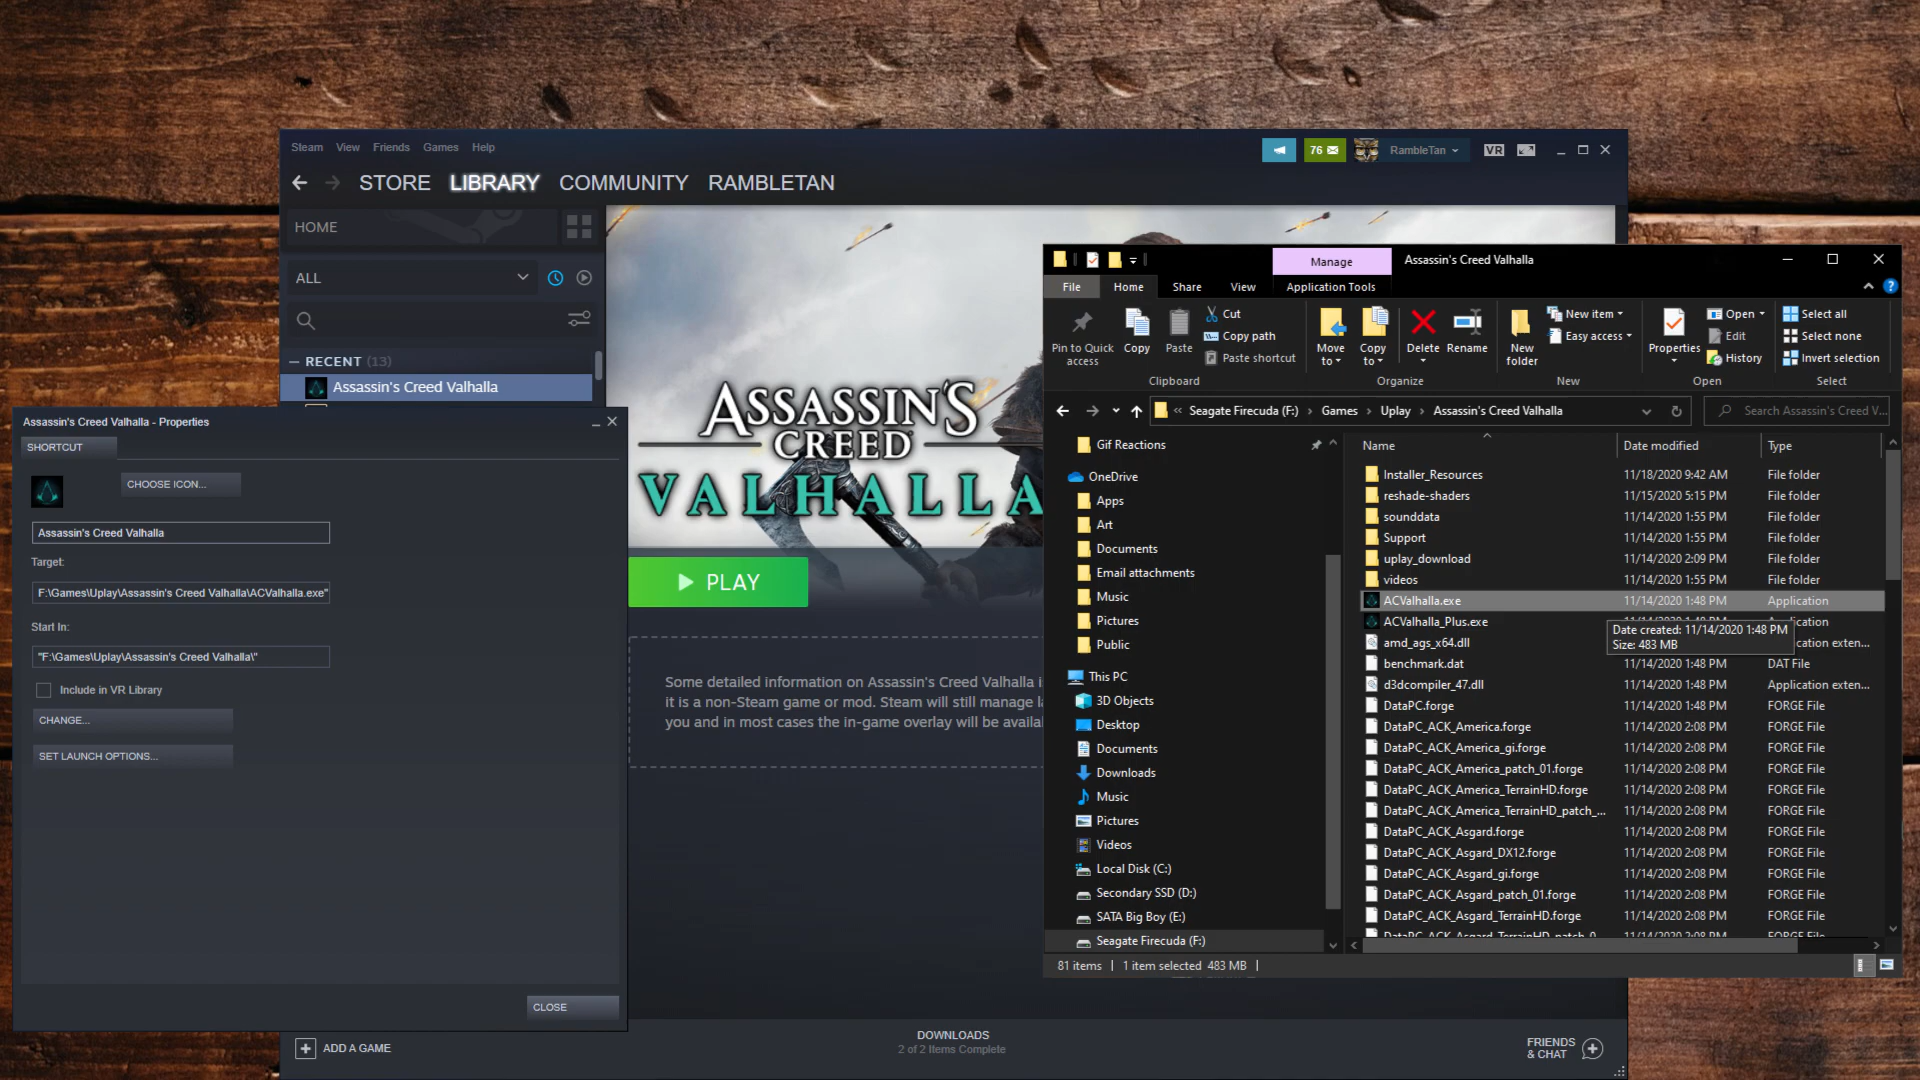 Steam View Friends Games Help
76
RambleTan
VR
STORE LIBRARY COMMUNITY RAMBLETAN
HOME
ALL
RECENT (13)
Assassin's Creed Valhalla
ASSASSIN'S
CREED
VALHALLA
PLAY
Some detailed information on Assassin's Creed Valhalla i
it is a non-Steam game or mod. Steam will still manage l
you and in most cases the in-game overlay will be availa
ADD A GAME
DOWNLOADS
2 of 2 Items Complete
FRIENDS
& CHAT
Assassin's Creed Valhalla - Properties
SHORTCUT
CHOOSE ICON...
Assassin's Creed Valhalla
Target:
F:\Games\Uplay\Assassin's Creed Valhalla\ACValhalla.exe"
Start In:
"F:\Games\Uplay\Assassin's Creed Valhalla\"
Include in VR Library
CHANGE...
SET LAUNCH OPTIONS...
CLOSE
Manage Assassin's Creed Valhalla
File Home Share View Application Tools
Pin to Quick
access
Copy
Paste
Cut
Copy path
Paste shortcut
Clipboard
Move
to
Copy
to
Delete
Rename
Organize
New
folder
New item
Easy access
New
Properties
Open
Edit
History
Open
Select all
Select none
Invert selection
Select
« Seagate Firecuda (F:) › Games › Uplay › Assassin's Creed Valhalla
Search Assassin's Creed V...
Gif Reactions
OneDrive
Apps
Art
Documents
Email attachments
Music
Pictures
Public
This PC
3D Objects
Desktop
Documents
Downloads
Music
Pictures
Videos
Local Disk (C:)
Secondary SSD (D:)
SATA Big Boy (E:)
Seagate Firecuda (F:)
Name Date modified Type
Installer_Resources 11/18/2020 9:42 AM File folder
reshade-shaders 11/15/2020 5:15 PM File folder
sounddata 11/14/2020 1:55 PM File folder
Support 11/14/2020 1:55 PM File folder
uplay_download 11/14/2020 2:09 PM File folder
videos 11/14/2020 1:55 PM File folder
ACValhalla.exe 11/14/2020 1:48 PM Application
ACValhalla_Plus.exe
Date created: 11/14/2020 1:48 PM
Size: 483 MB
amd_ags_x64.dll
benchmark.dat 11/14/2020 1:48 PM DAT File
d3dcompiler_47.dll 11/14/2020 1:48 PM Application exten...
DataPC.forge 11/14/2020 1:48 PM FORGE File
DataPC_ACK_America.forge 11/14/2020 2:08 PM FORGE File
DataPC_ACK_America_gi.forge 11/14/2020 2:08 PM FORGE File
DataPC_ACK_America_patch_01.forge 11/14/2020 2:08 PM FORGE File
DataPC_ACK_America_TerrainHD.forge 11/14/2020 2:08 PM FORGE File
DataPC_ACK_America_TerrainHD_patch_... 11/14/2020 2:08 PM FORGE File
DataPC_ACK_Asgard.forge 11/14/2020 2:08 PM FORGE File
DataPC_ACK_Asgard_DX12.forge 11/14/2020 2:08 PM FORGE File
DataPC_ACK_Asgard_gi.forge 11/14/2020 2:08 PM FORGE File
DataPC_ACK_Asgard_patch_01.forge 11/14/2020 2:08 PM FORGE File
DataPC_ACK_Asgard_TerrainHD.forge 11/14/2020 2:08 PM FORGE File
81 items 1 item selected 483 MB